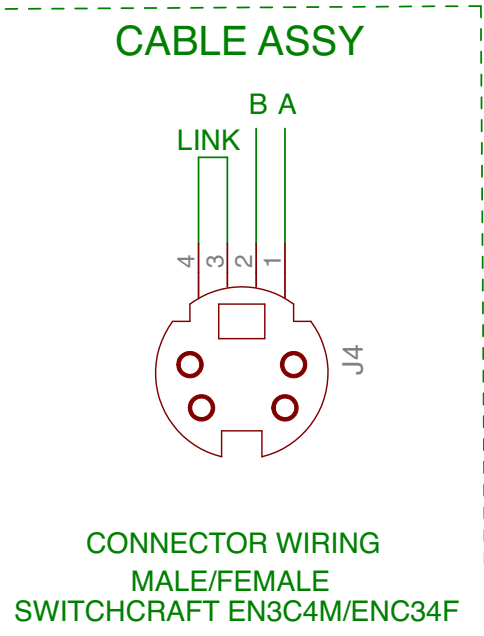 CABLE ASSY
B A
LINK
4 3 2 1
J4
CONNECTOR WIRING
MALE/FEMALE
SWITCHCRAFT EN3C4M/ENC34F